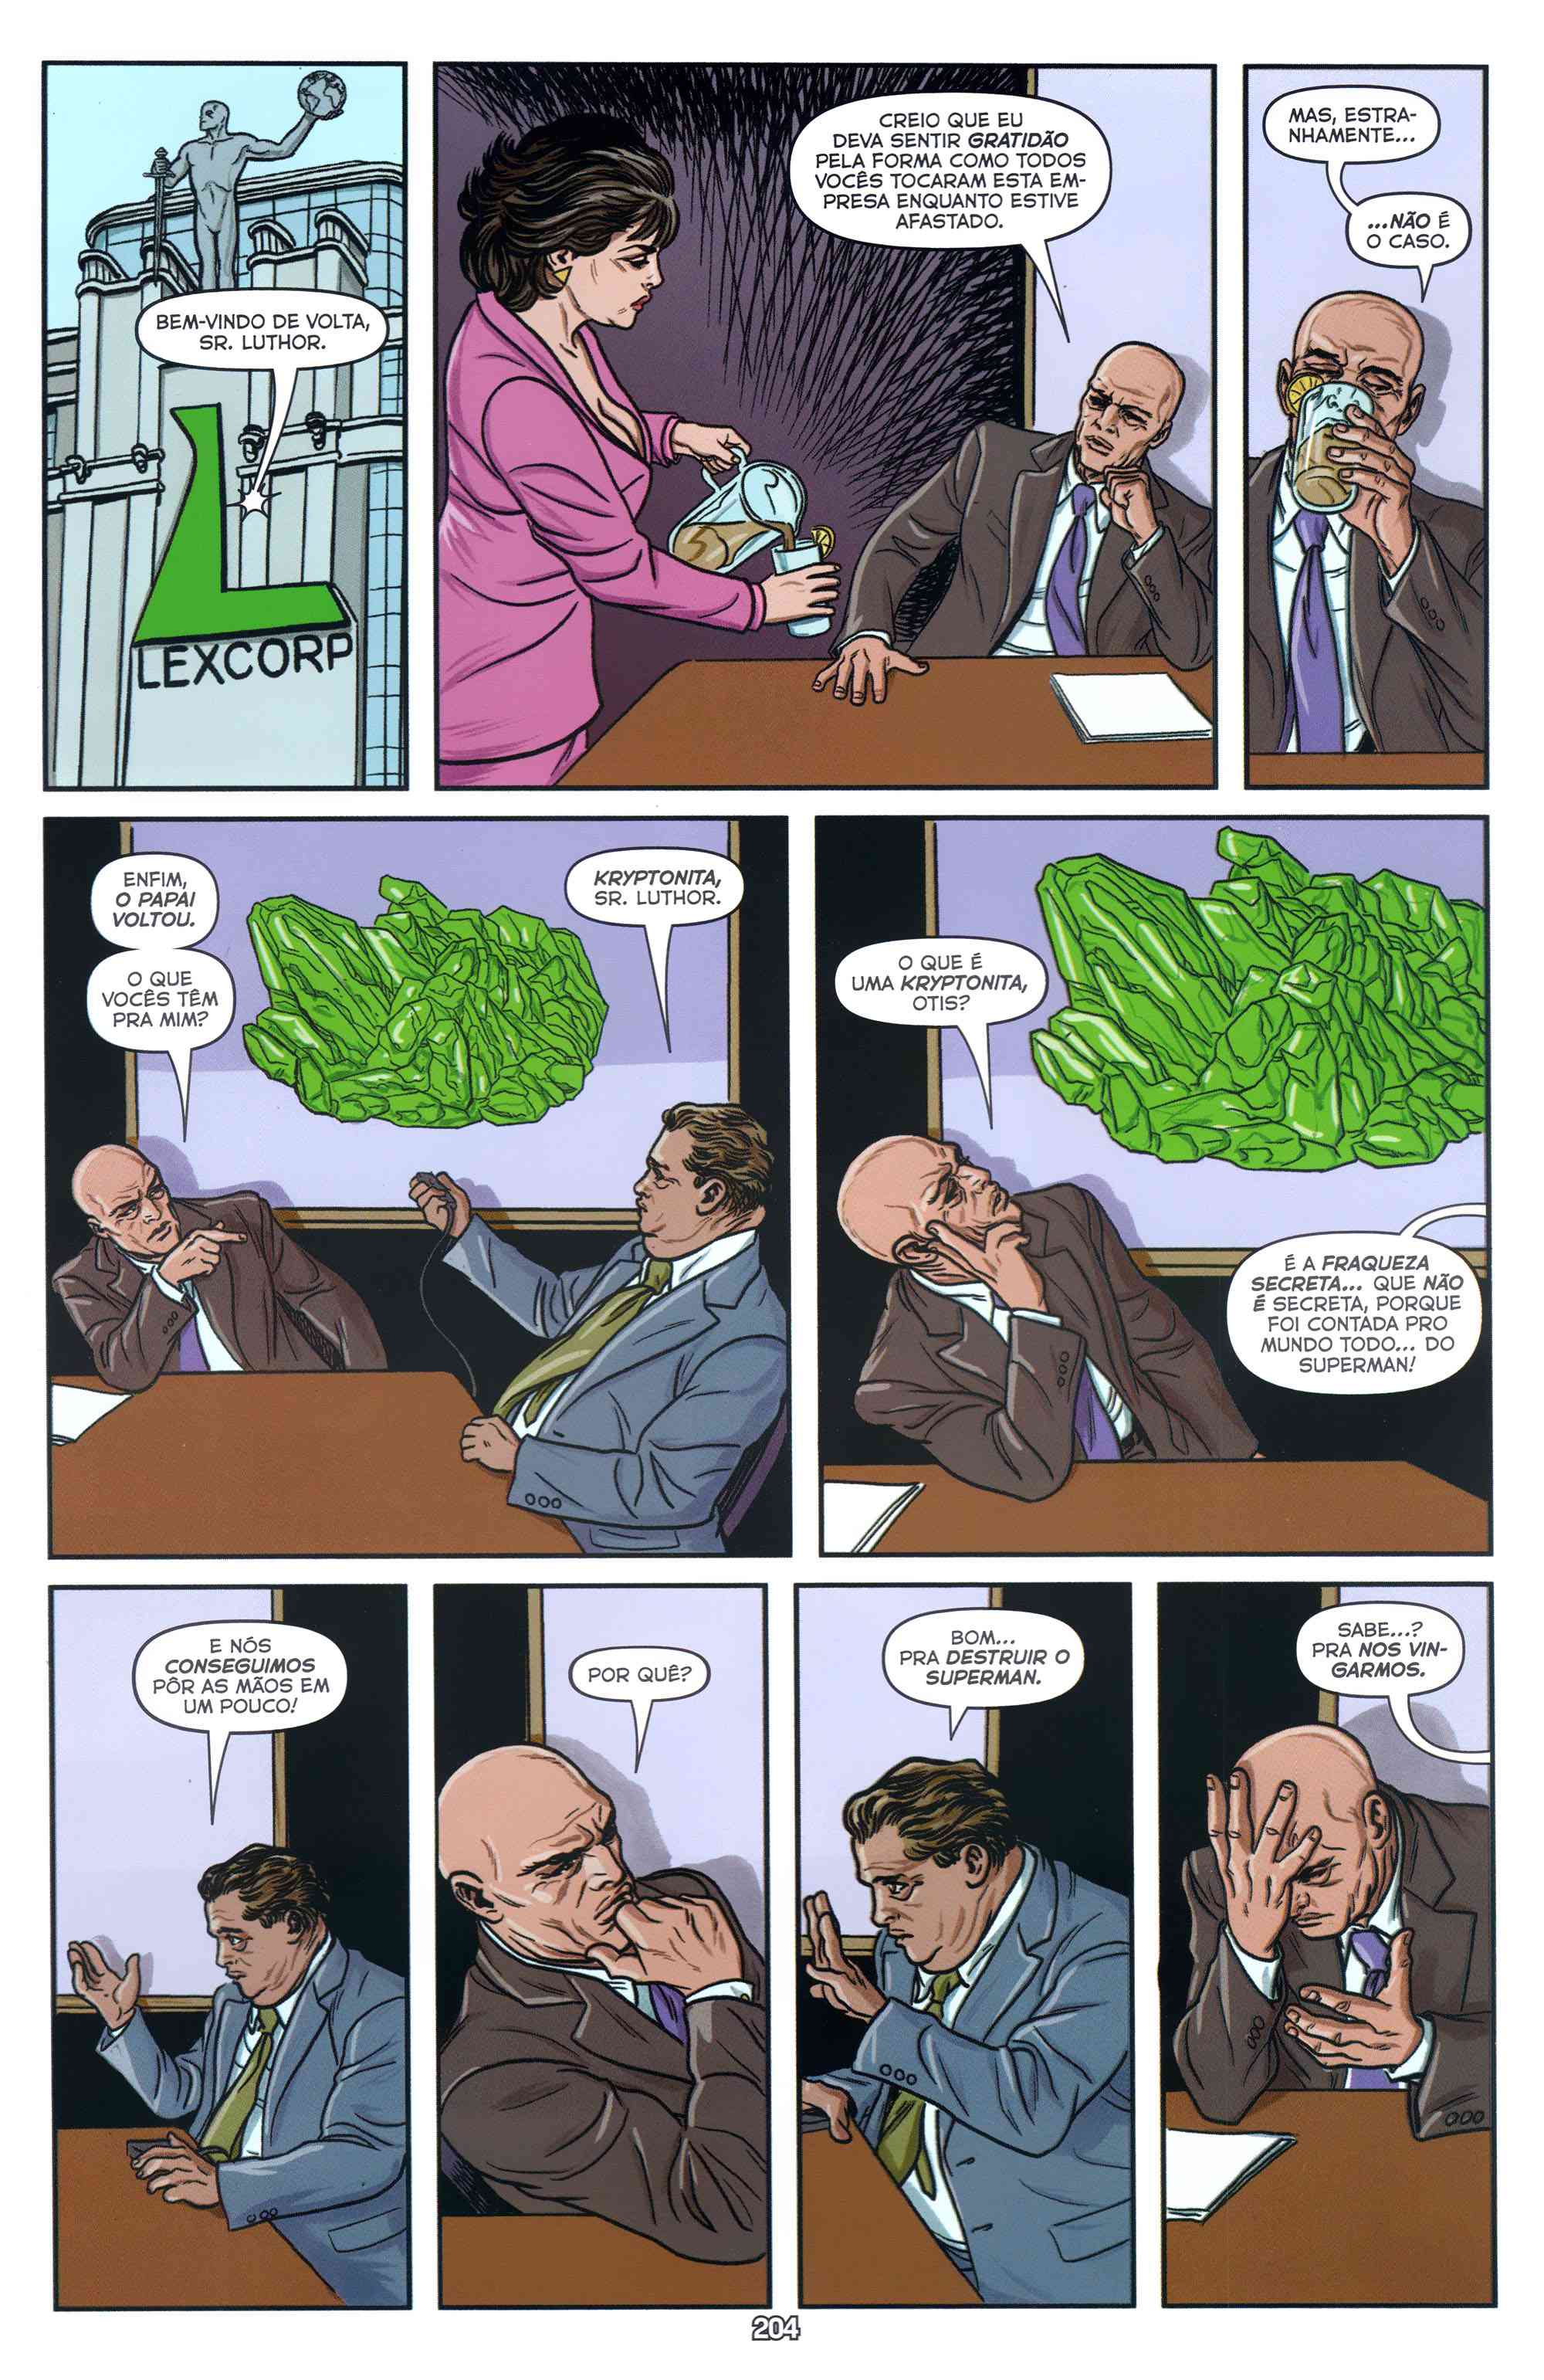 BEM-VINDO DE VOLTA,
SR. LUTHOR.
LEXCORP
CREIO QUE EU
DEVA SENTIR GRATIDÃO
PELA FORMA COMO TODOS
VOCÊS TOCARAM ESTA EM-
PRESA ENQUANTO ESTIVE
AFASTADO.
MAS, ESTRA-
NHAMENTE...
...NÃO É
O CASO.
ENFIM,
O PAPAI
VOLTOU.
O QUE
VOCÊS TÊM
PRA MIM?
KRYPTONITA,
SR. LUTHOR.
O QUE É
UMA KRYPTONITA,
OTIS?
É A FRAQUEZA
SECRETA... QUE NÃO
É SECRETA, PORQUE
FOI CONTADA PRO
MUNDO TODO... DO
SUPERMAN!
E NÓS
CONSEGUIMOS
PÔR AS MÃOS EM
UM POUCO!
POR QUÊ?
BOM...
PRA DESTRUIR O
SUPERMAN.
SABE...?
PRA NOS VIN-
GARMOS.
204